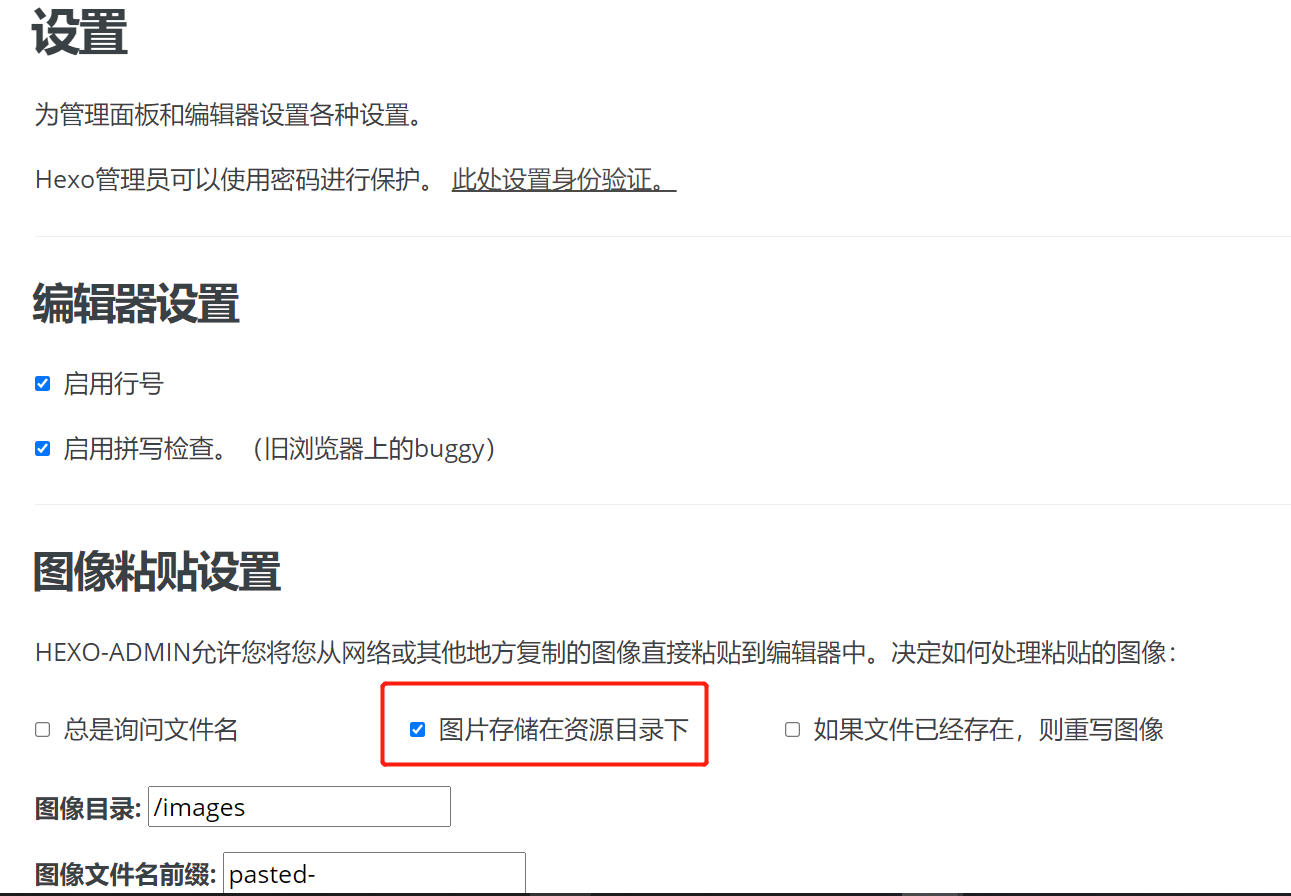 设置
为管理面板和编辑器设置各种设置。
Hexo管理员可以使用密码进行保护。 此处设置身份验证。
编辑器设置
启用行号
启用拼写检查。（旧浏览器上的buggy）
图像粘贴设置
HEXO-ADMIN允许您将您从网络或其他地方复制的图像直接粘贴到编辑器中。决定如何处理粘贴的图像：
总是询问文件名 图片存储在资源目录下 如果文件已经存在，则重写图像
图像目录: /images
图像文件名前缀: pasted-